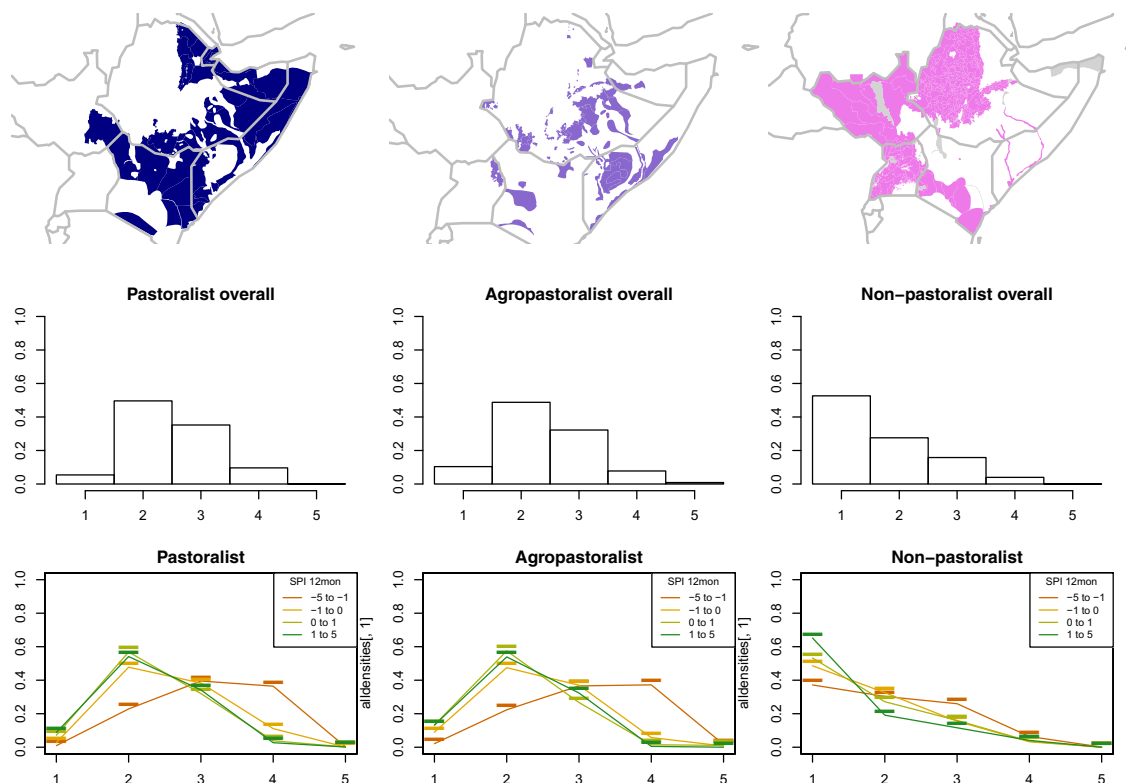 Pastoralist overall
Agropastoralist overall
Non−pastoralist overall
0.0 0.2 0.4 0.6 0.8 1.0
1 2 3 4 5
0.0 0.2 0.4 0.6 0.8 1.0
1 2 3 4 5
0.0 0.2 0.4 0.6 0.8 1.0
1 2 3 4 5
Pastoralist
0.0 0.2 0.4 0.6 0.8 1.0
SPI 12mon
−5 to −1
−1 to 0
0 to 1
1 to 5
1 2 3 4 5
Agropastoralist
alldensities[, 1]
0.0 0.2 0.4 0.6 0.8 1.0
SPI 12mon
−5 to −1
−1 to 0
0 to 1
1 to 5
1 2 3 4 5
Non−pastoralist
alldensities[, 1]
0.0 0.2 0.4 0.6 0.8 1.0
SPI 12mon
−5 to −1
−1 to 0
0 to 1
1 to 5
1 2 3 4 5